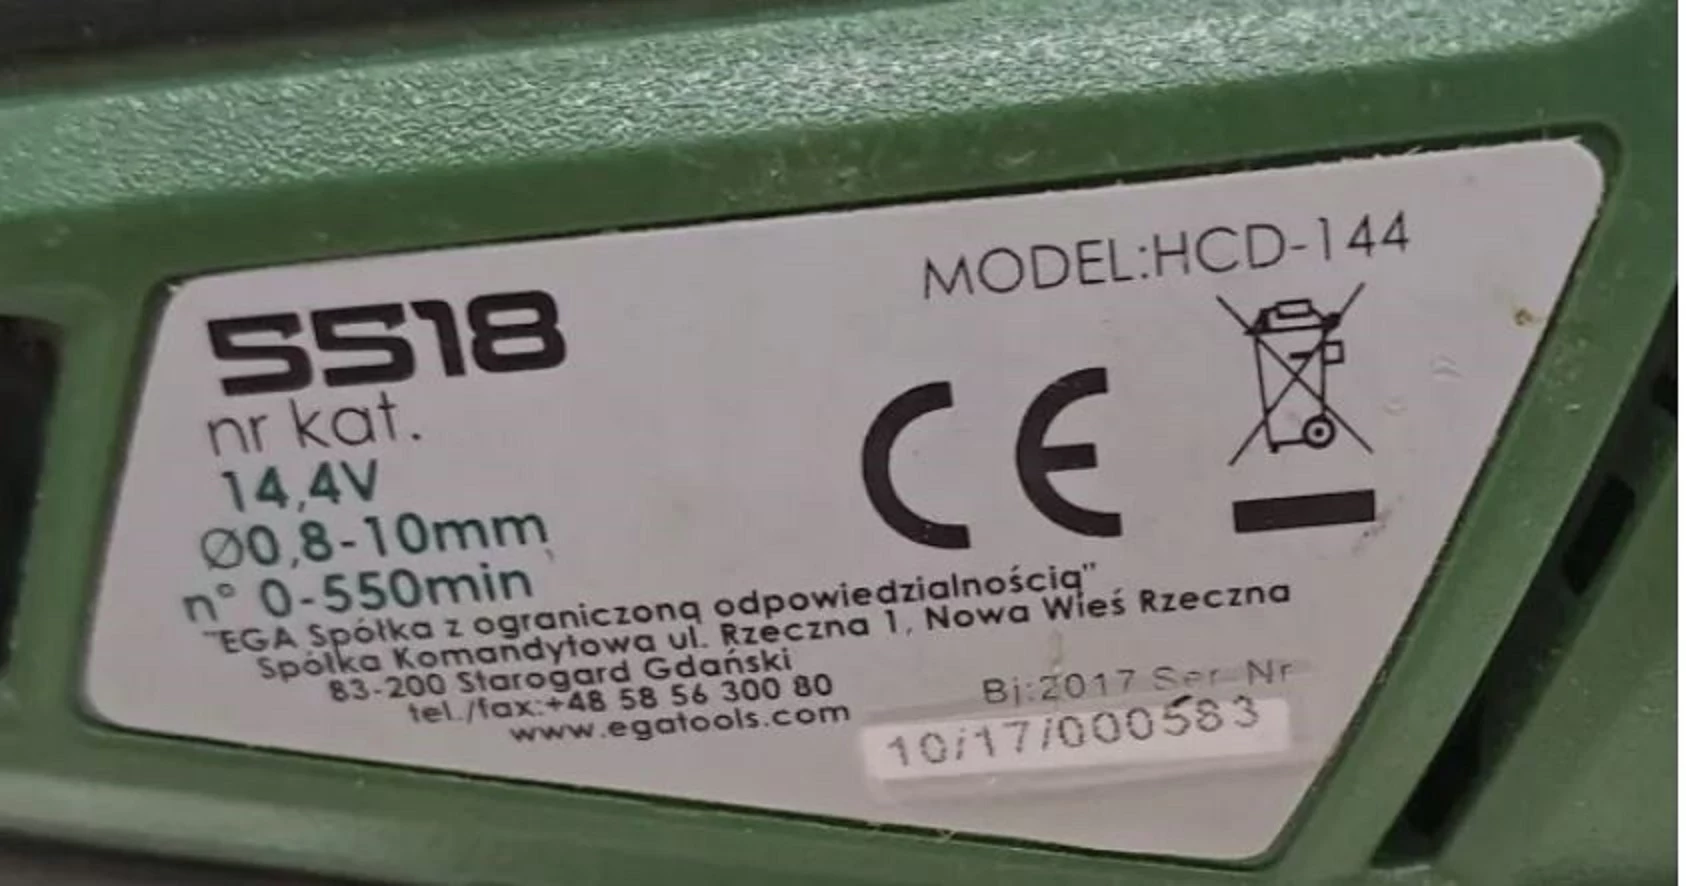 5518
nr kat.
14,4V
Ø0,8-10mm
n° 0-550min
MODEL:HCD-144
CE
"EGA Spółka z ograniczoną odpowiedzialnością"
Spółka Komandytowa ul. Rzeczna 1, Nowa Wieś Rzeczna
83-200 Starogard Gdański
tel./fax:+48 58 56 300 80
www.egatools.com
Bj:2017 Ser Nr
10/17/000583